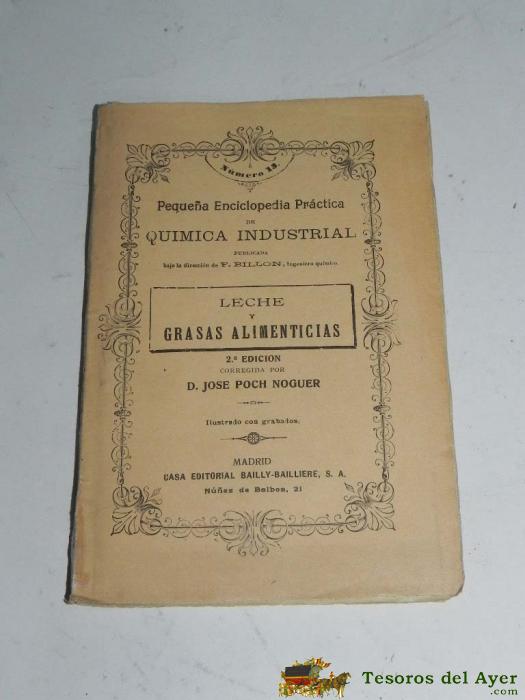 Numero 13.
Pequeña Enciclopedia Práctica
DE
QUIMICA INDUSTRIAL
PUBLICADA
bajo la dirección de F. BILLON, Ingeniero químico.
LECHE
Y
GRASAS ALIMENTICIAS
2.ª EDICION
CORREGIDA POR
D. JOSE POCH NOGUER
Ilustrado con grabados.
MADRID
CASA EDITORIAL BAILLY-BAILLIERE, S. A.
Núñez de Balboa, 21
Tesoros del Ayer.com